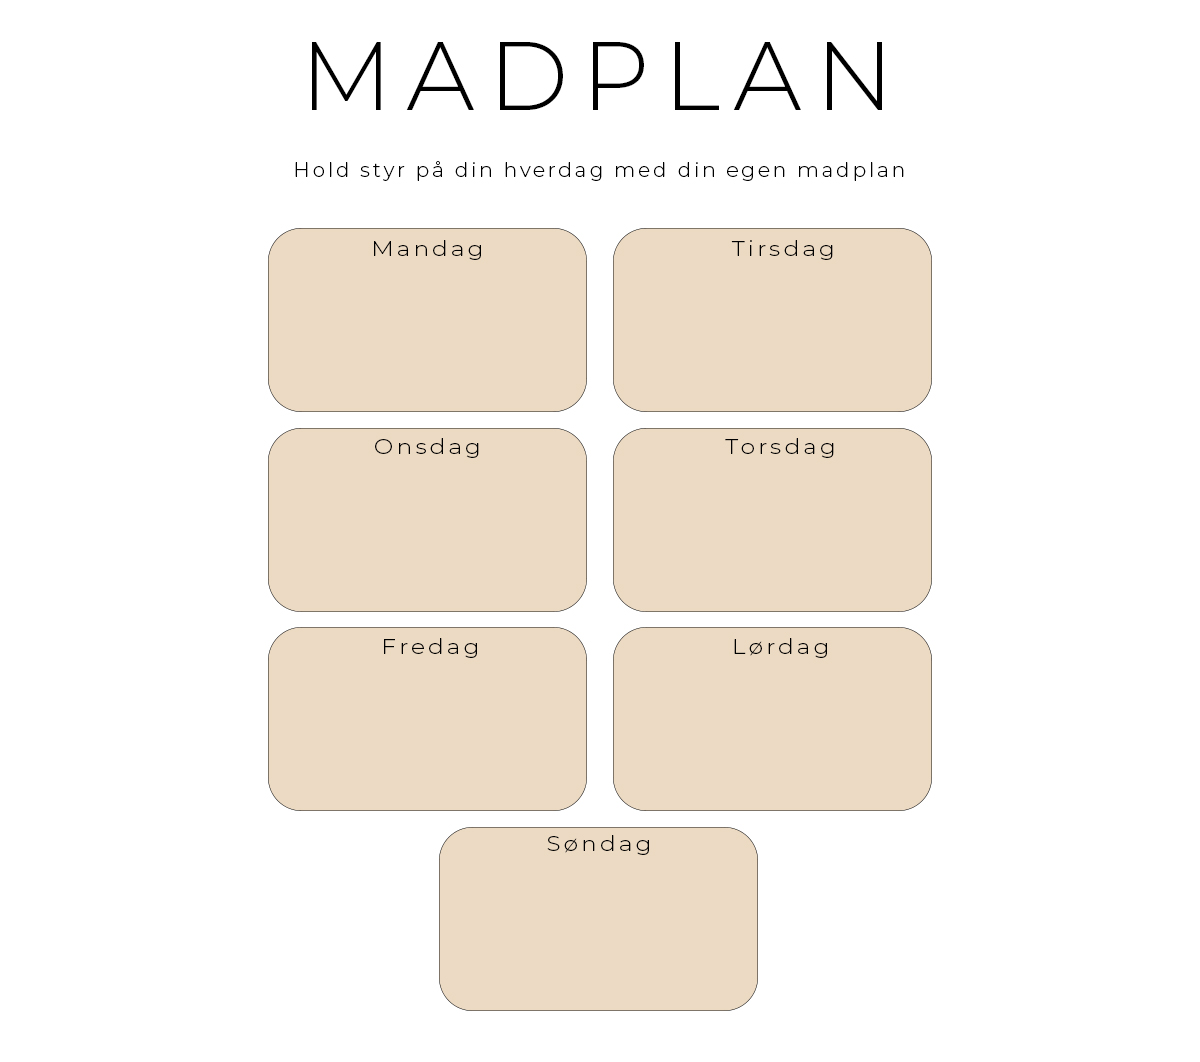 MADPLAN
Hold styr på din hverdag med din egen madplan
Mandag
Tirsdag
Onsdag
Torsdag
Fredag
Lørdag
Søndag